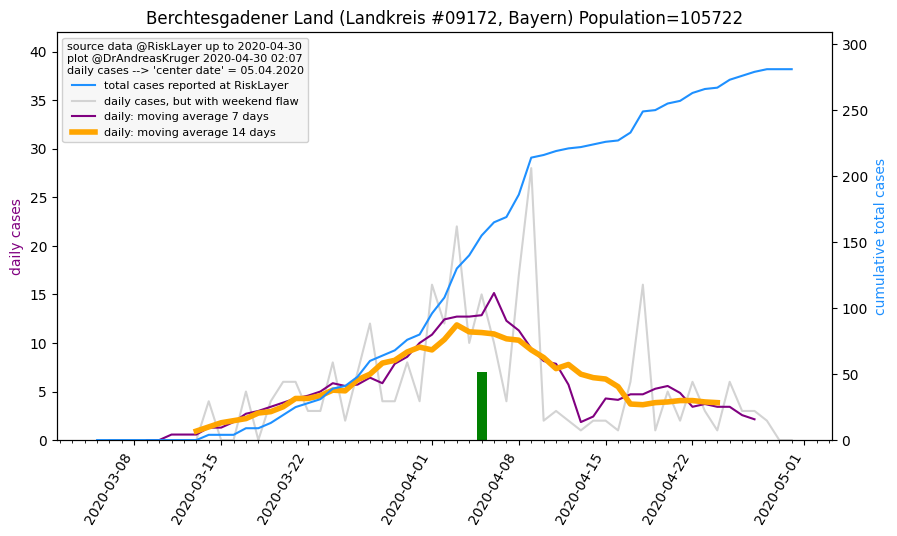 Berchtesgadener Land (Landkreis #09172, Bayern) Population=105722
source data @RiskLayer up to 2020-04-30
plot @DrAndreasKruger 2020-04-30 02:07
daily cases --> 'center date' = 05.04.2020
total cases reported at RiskLayer
daily cases, but with weekend flaw
daily: moving average 7 days
daily: moving average 14 days
daily cases
40
35
30
25
20
15
10
5
0
300
250
200
150
100
50
0
cumulative total cases
2020-03-08
2020-03-15
2020-03-22
2020-04-01
2020-04-08
2020-04-15
2020-04-22
2020-05-01